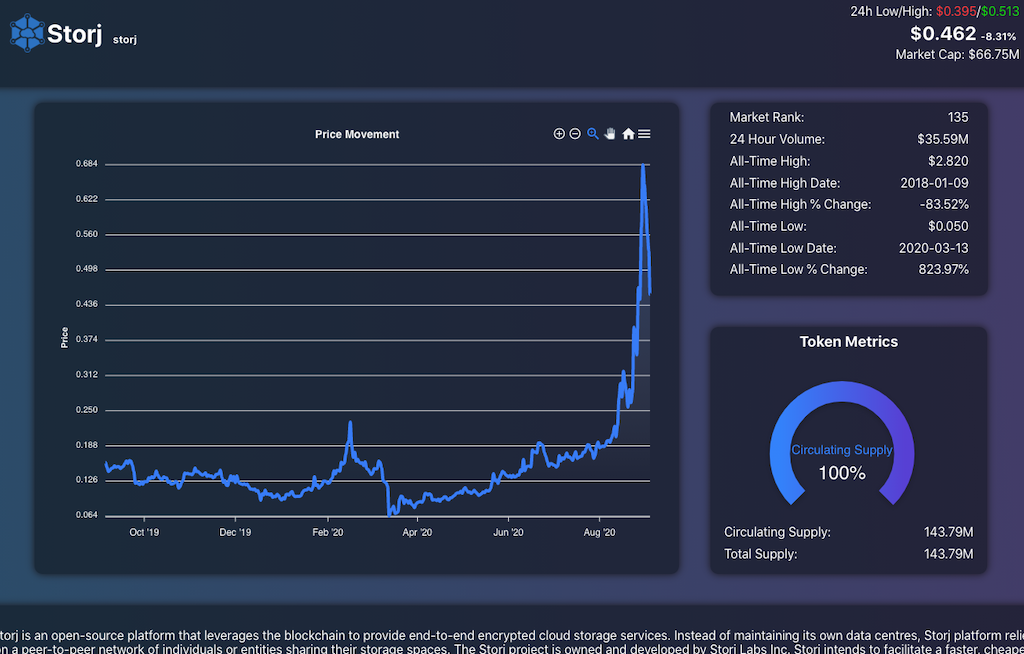 Storj storj
24h Low/High: $0.395/$0.513
$0.462 -8.31%
Market Cap: $66.75M
Price Movement
0.684
0.622
0.560
0.498
0.436
0.374
0.312
0.250
0.188
0.126
0.064
Price
Oct '19 Dec '19 Feb '20 Apr '20 Jun '20 Aug '20
Market Rank: 135
24 Hour Volume: $35.59M
All-Time High: $2.820
All-Time High Date: 2018-01-09
All-Time High % Change: -83.52%
All-Time Low: $0.050
All-Time Low Date: 2020-03-13
All-Time Low % Change: 823.97%
Token Metrics
Circulating Supply
100%
Circulating Supply: 143.79M
Total Supply: 143.79M
torj is an open-source platform that leverages the blockchain to provide end-to-end encrypted cloud storage services. Instead of maintaining its own data centres, Storj platform relie
n a peer-to-peer network of individuals or entities sharing their storage spaces. The Storj project is owned and developed by Storj Labs Inc. Storj intends to facilitate a faster, cheape